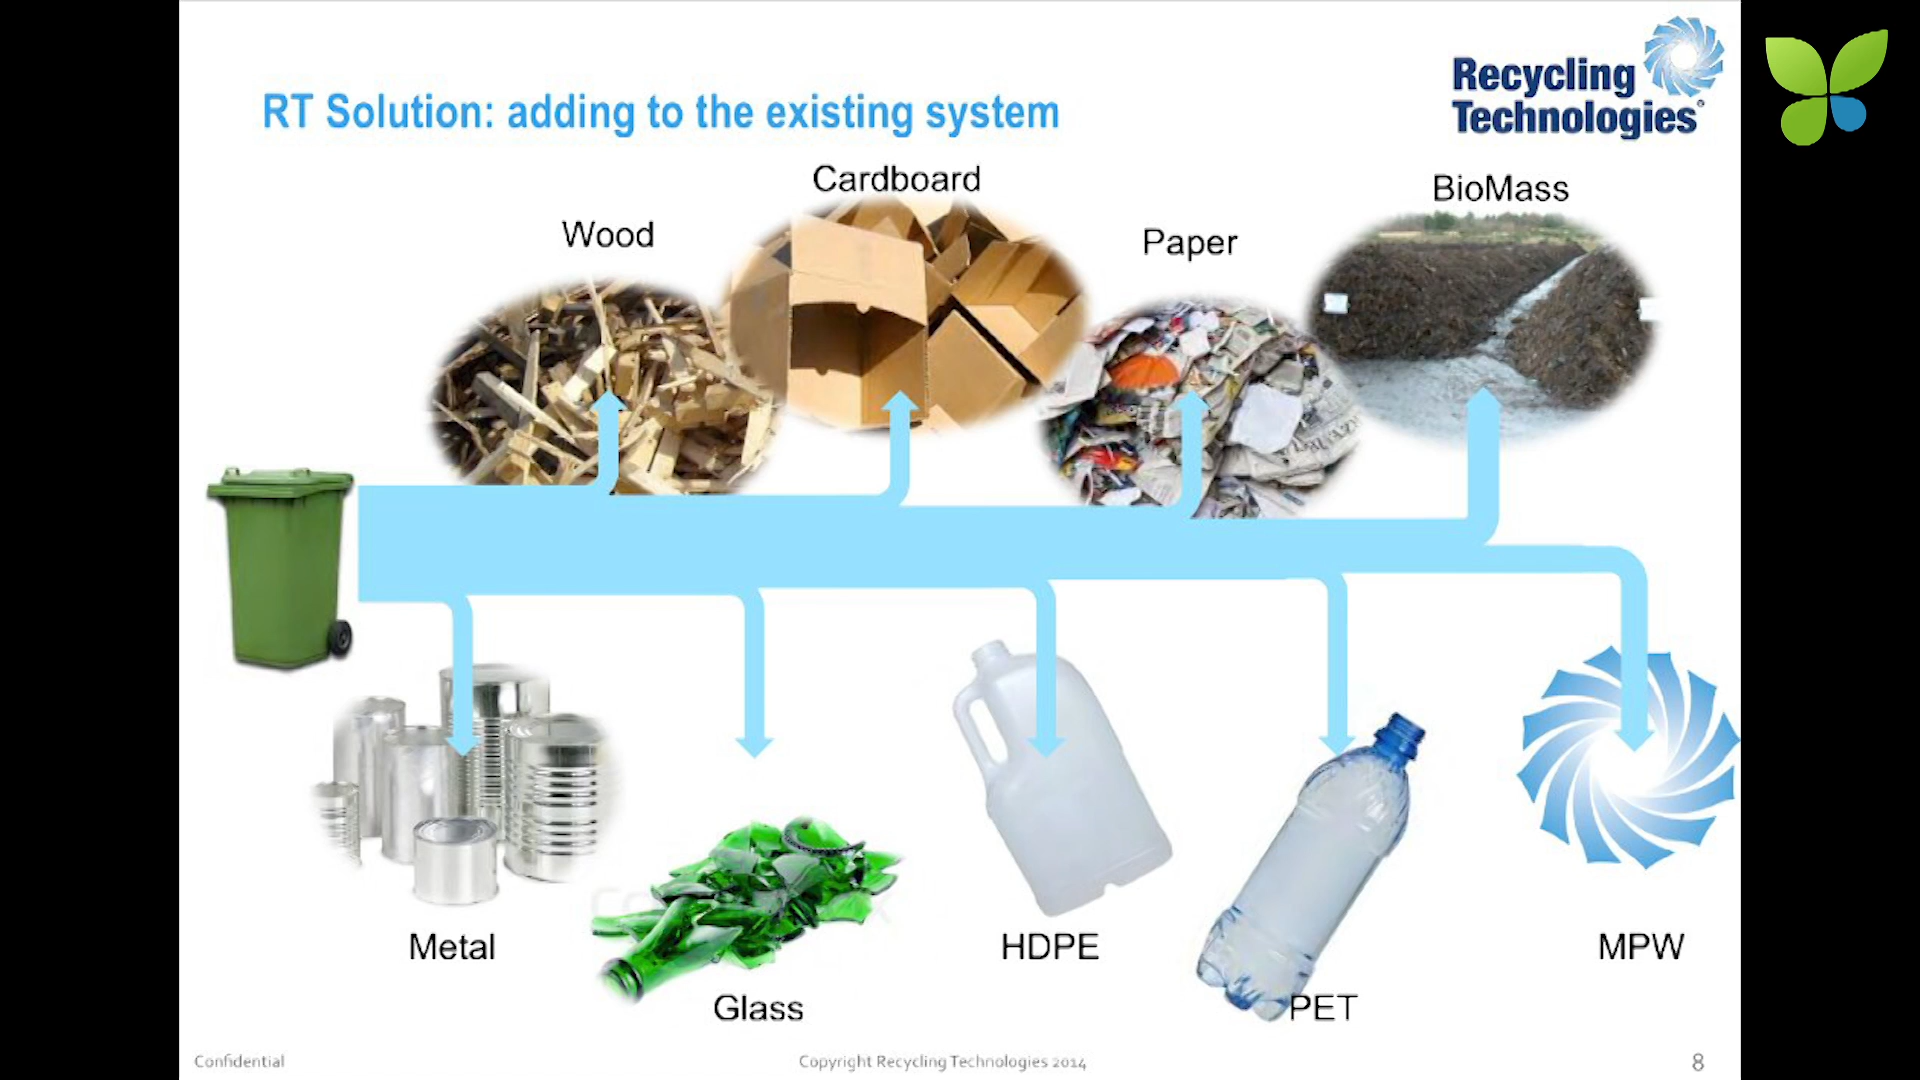 RT Solution: adding to the existing system
Recycling
Technologies®
Cardboard
BioMass
Wood
Paper
Metal
HDPE
MPW
Glass
PET
Confidential
Copyright Recycling Technologies 2014
8